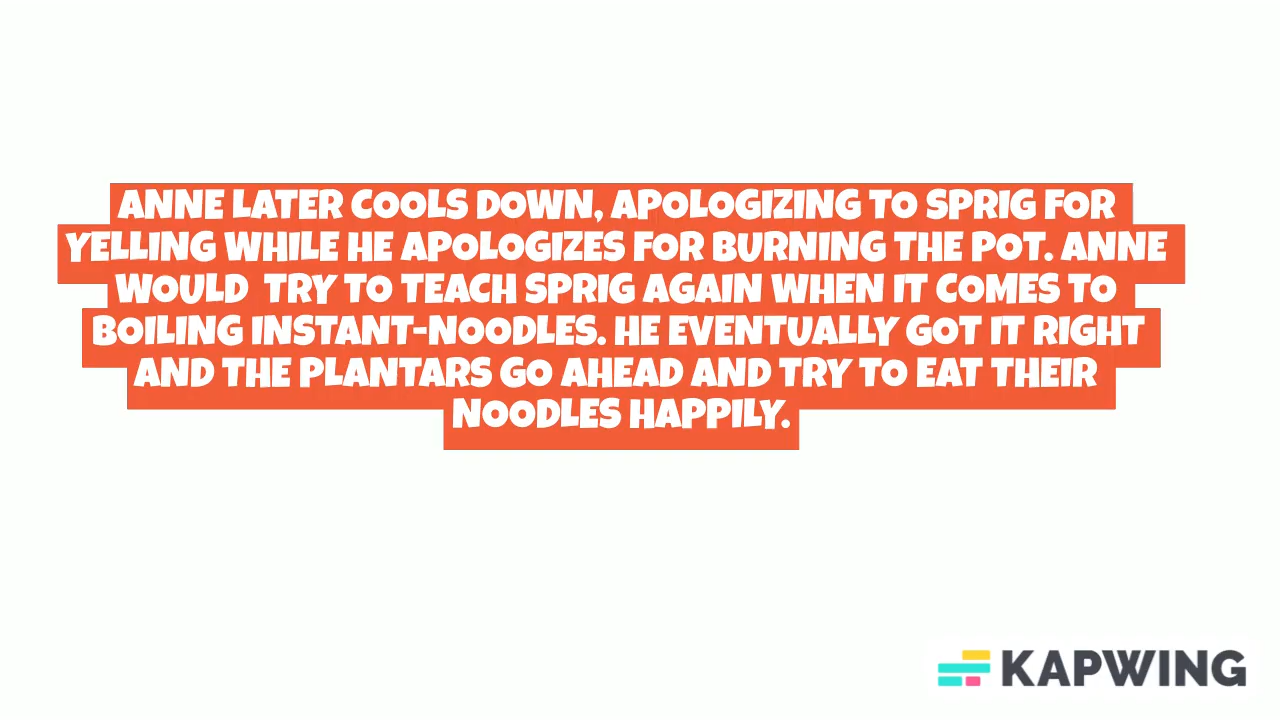 ANNE LATER COOLS DOWN, APOLOGIZING TO SPRIG FOR
YELLING WHILE HE APOLOGIZES FOR BURNING THE POT. ANNE
WOULD  TRY TO TEACH SPRIG AGAIN WHEN IT COMES TO
BOILING INSTANT-NOODLES. HE EVENTUALLY GOT IT RIGHT
AND THE PLANTARS GO AHEAD AND TRY TO EAT THEIR
NOODLES HAPPILY.
KAPWING